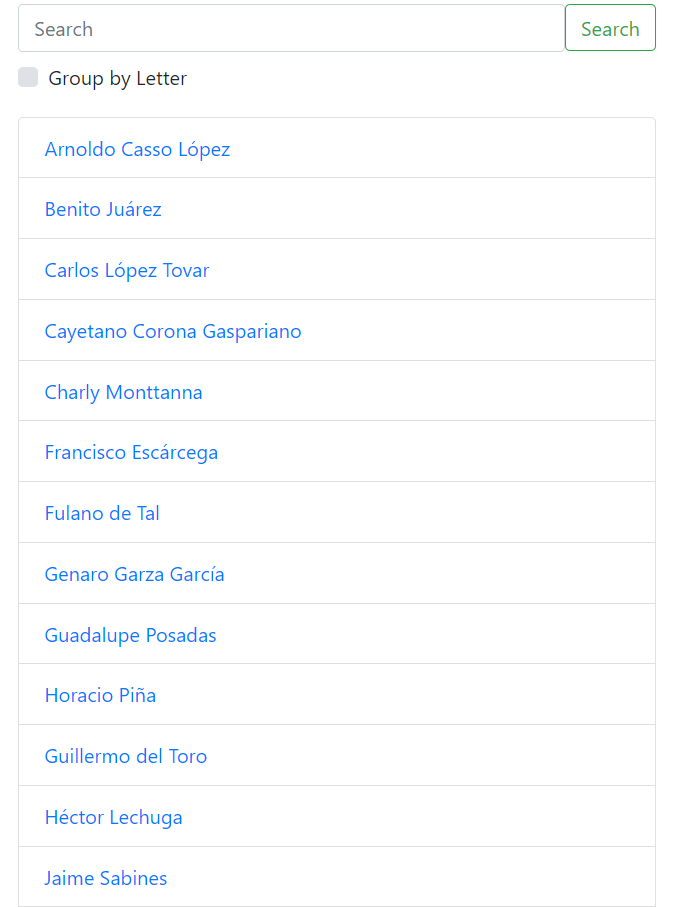 Search
Search
Group by Letter
Arnoldo Casso López
Benito Juárez
Carlos López Tovar
Cayetano Corona Gaspariano
Charly Monttanna
Francisco Escárcega
Fulano de Tal
Genaro Garza García
Guadalupe Posadas
Horacio Piña
Guillermo del Toro
Héctor Lechuga
Jaime Sabines